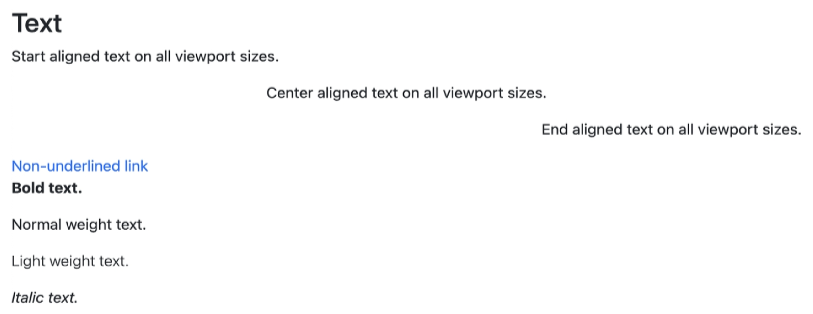 Text
Start aligned text on all viewport sizes.
Center aligned text on all viewport sizes.
End aligned text on all viewport sizes.
Non-underlined link
Bold text.
Normal weight text.
Light weight text.
Italic text.